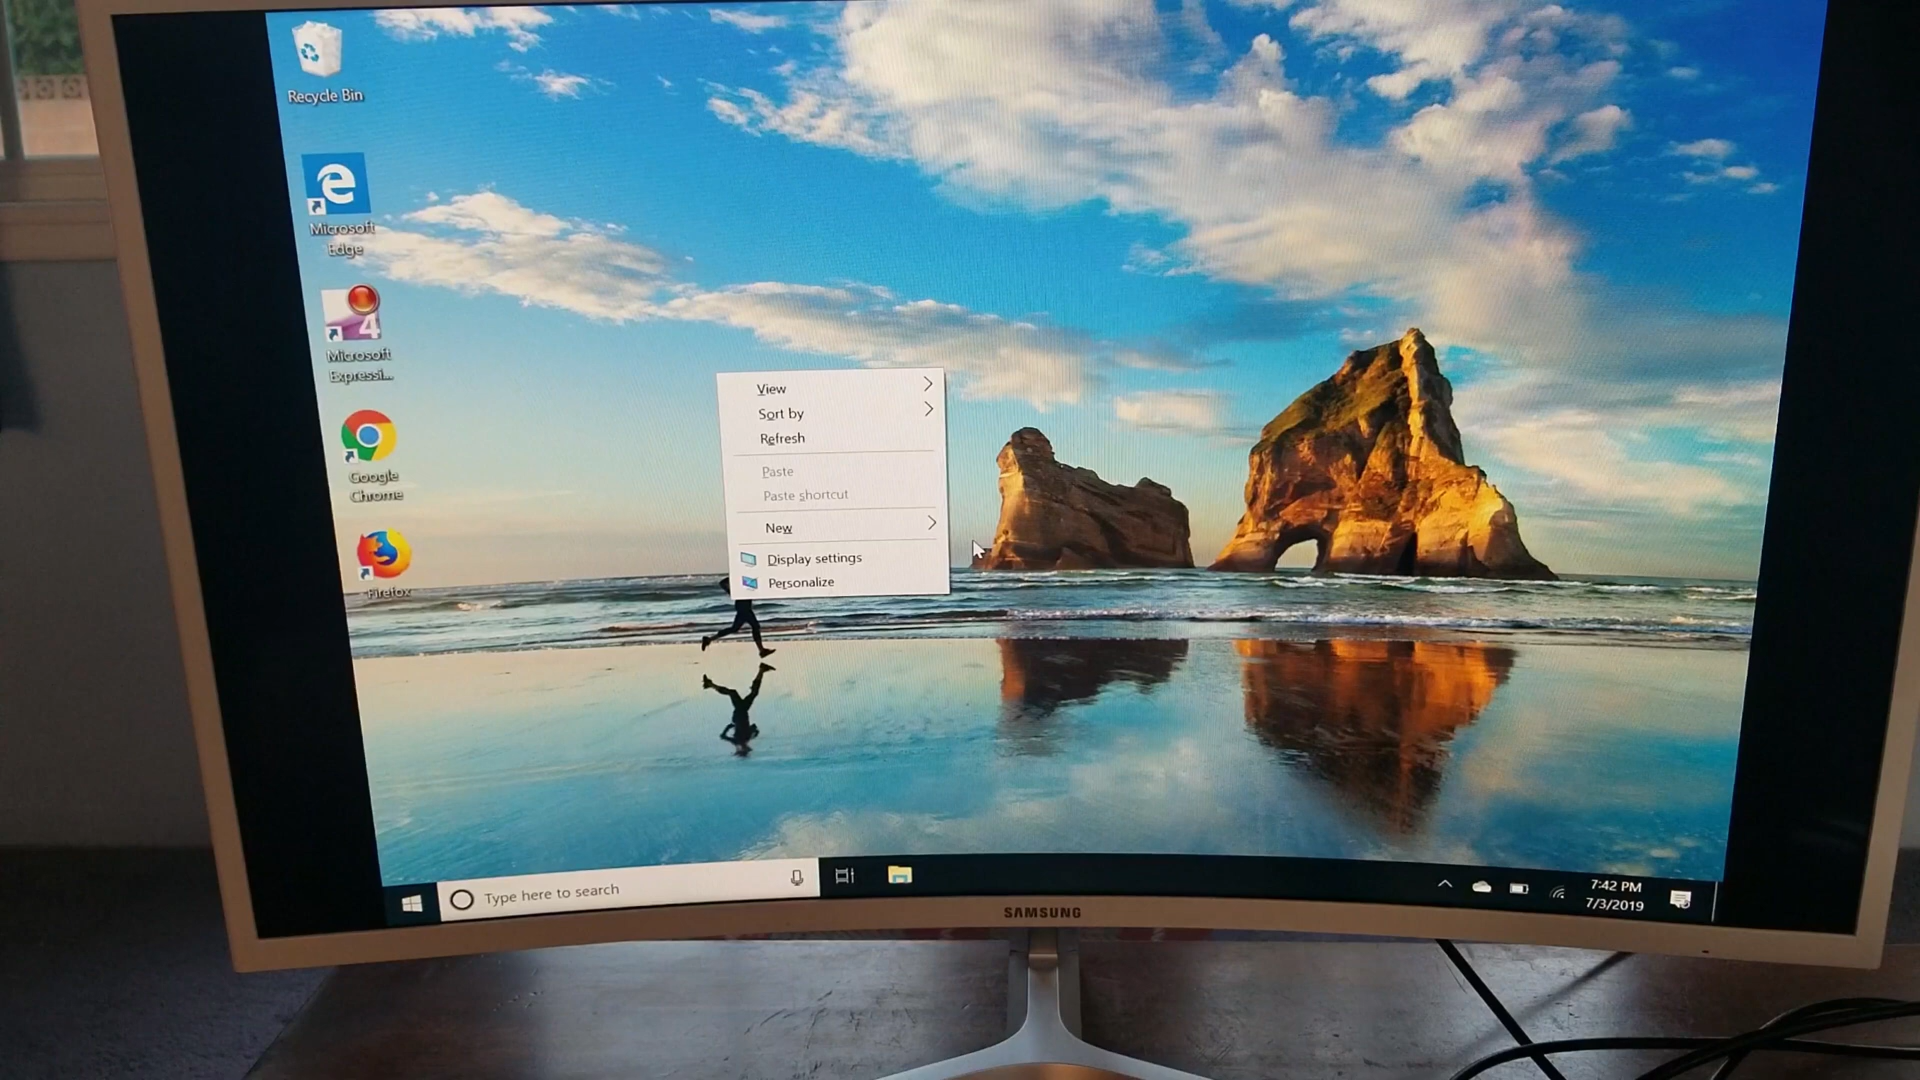 Recycle Bin
Microsoft
Edge
4
Microsoft
Expressi...
Google
Chrome
Firefox
View
Sort by
Refresh
Paste
Paste shortcut
New
Display settings
Personalize
Type here to search
7:42 PM
7/3/2019
SAMSUNG